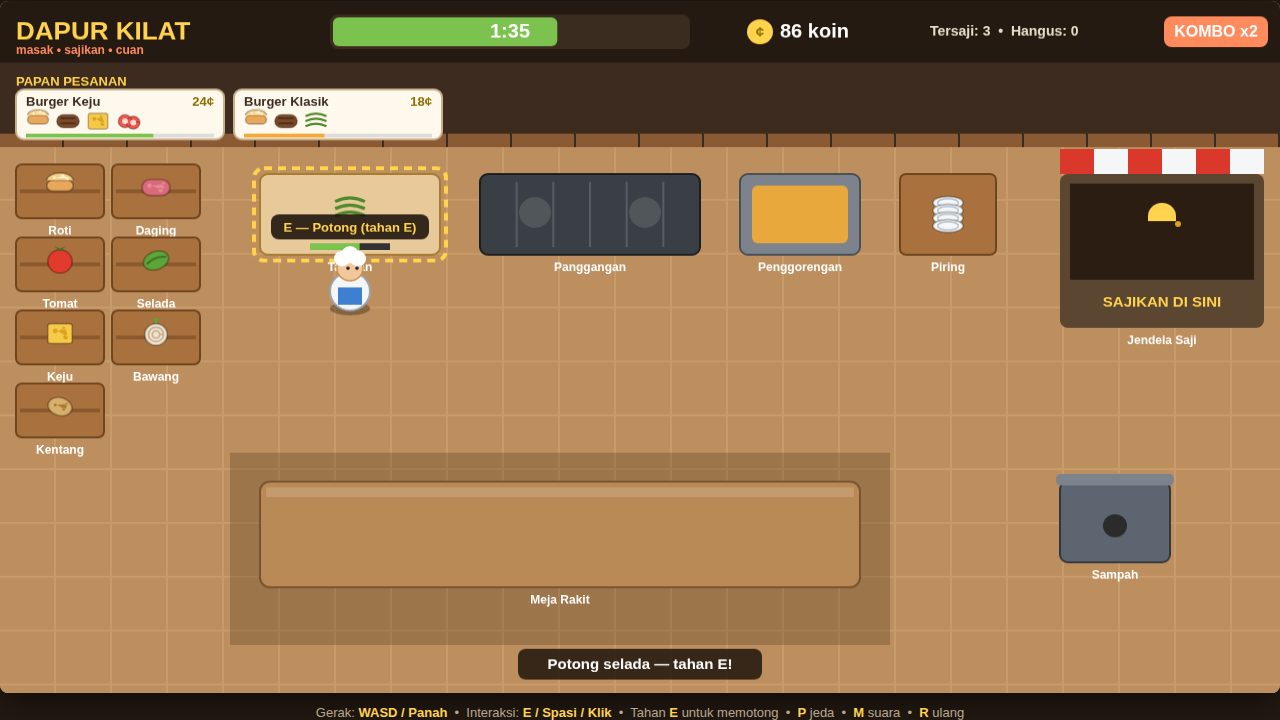 DAPUR KILAT
masak • sajikan • cuan
1:35
¢ 86 koin
Tersaji: 3 • Hangus: 0
KOMBO x2
PAPAN PESANAN
Burger Keju 24¢
Burger Klasik 18¢
Roti
Daging
Tomat
Selada
Keju
Bawang
Kentang
E — Potong (tahan E)
Panggangan
Penggorengan
Piring
SAJIKAN DI SINI
Jendela Saji
Meja Rakit
Sampah
Potong selada — tahan E!
Gerak: WASD / Panah • Interaksi: E / Spasi / Klik • Tahan E untuk memotong • P jeda • M suara • R ulang